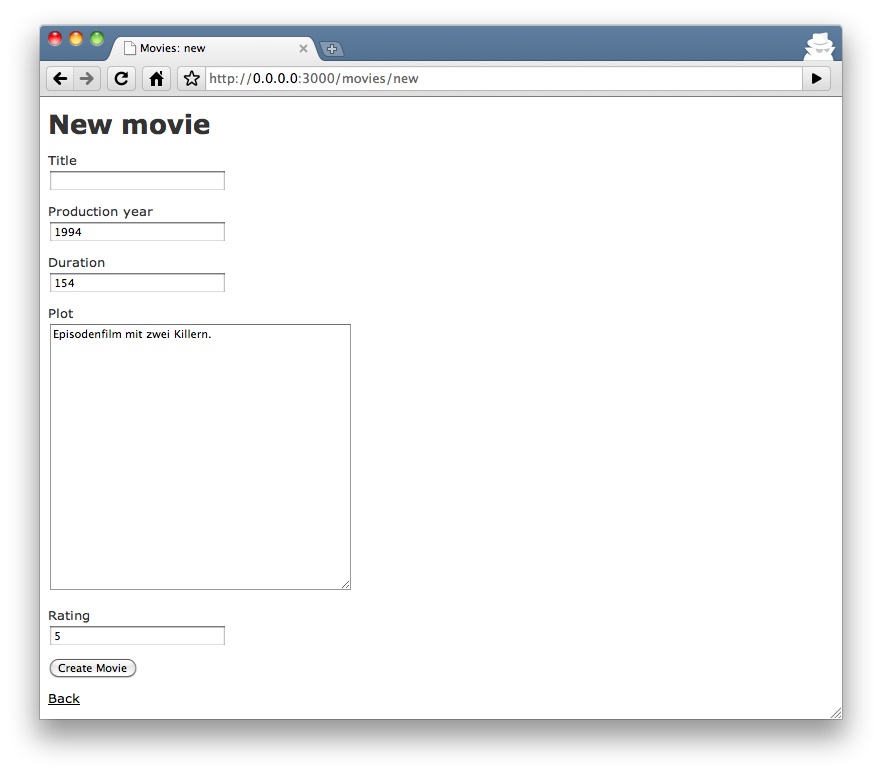 Movies: new
http://0.0.0.0:3000/movies/new
New movie
Title
Production year
1994
Duration
154
Plot
Episodenfilm mit zwei Killern.
Rating
5
Create Movie
Back